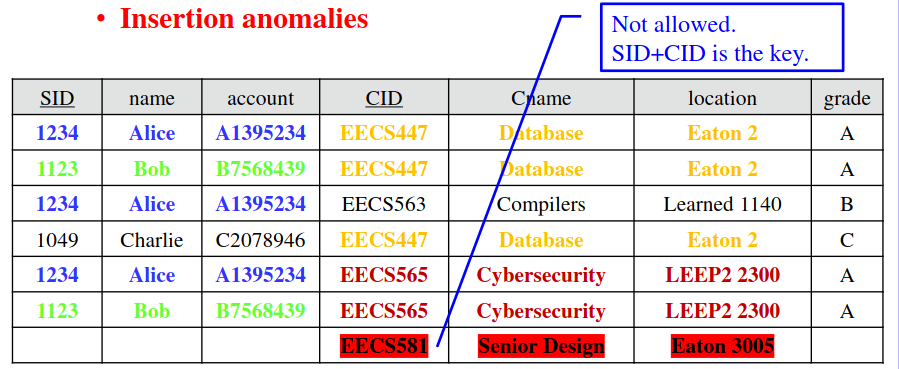 • Insertion anomalies
Not allowed.
SID+CID is the key.
SID name account CID Cname location grade
1234 Alice A1395234 EECS447 Database Eaton 2 A
1123 Bob B7568439 EECS447 Database Eaton 2 A
1234 Alice A1395234 EECS563 Compilers Learned 1140 B
1049 Charlie C2078946 EECS447 Database Eaton 2 C
1234 Alice A1395234 EECS565 Cybersecurity LEEP2 2300 A
1123 Bob B7568439 EECS565 Cybersecurity LEEP2 2300 A
EECS581 Senior Design Eaton 3005